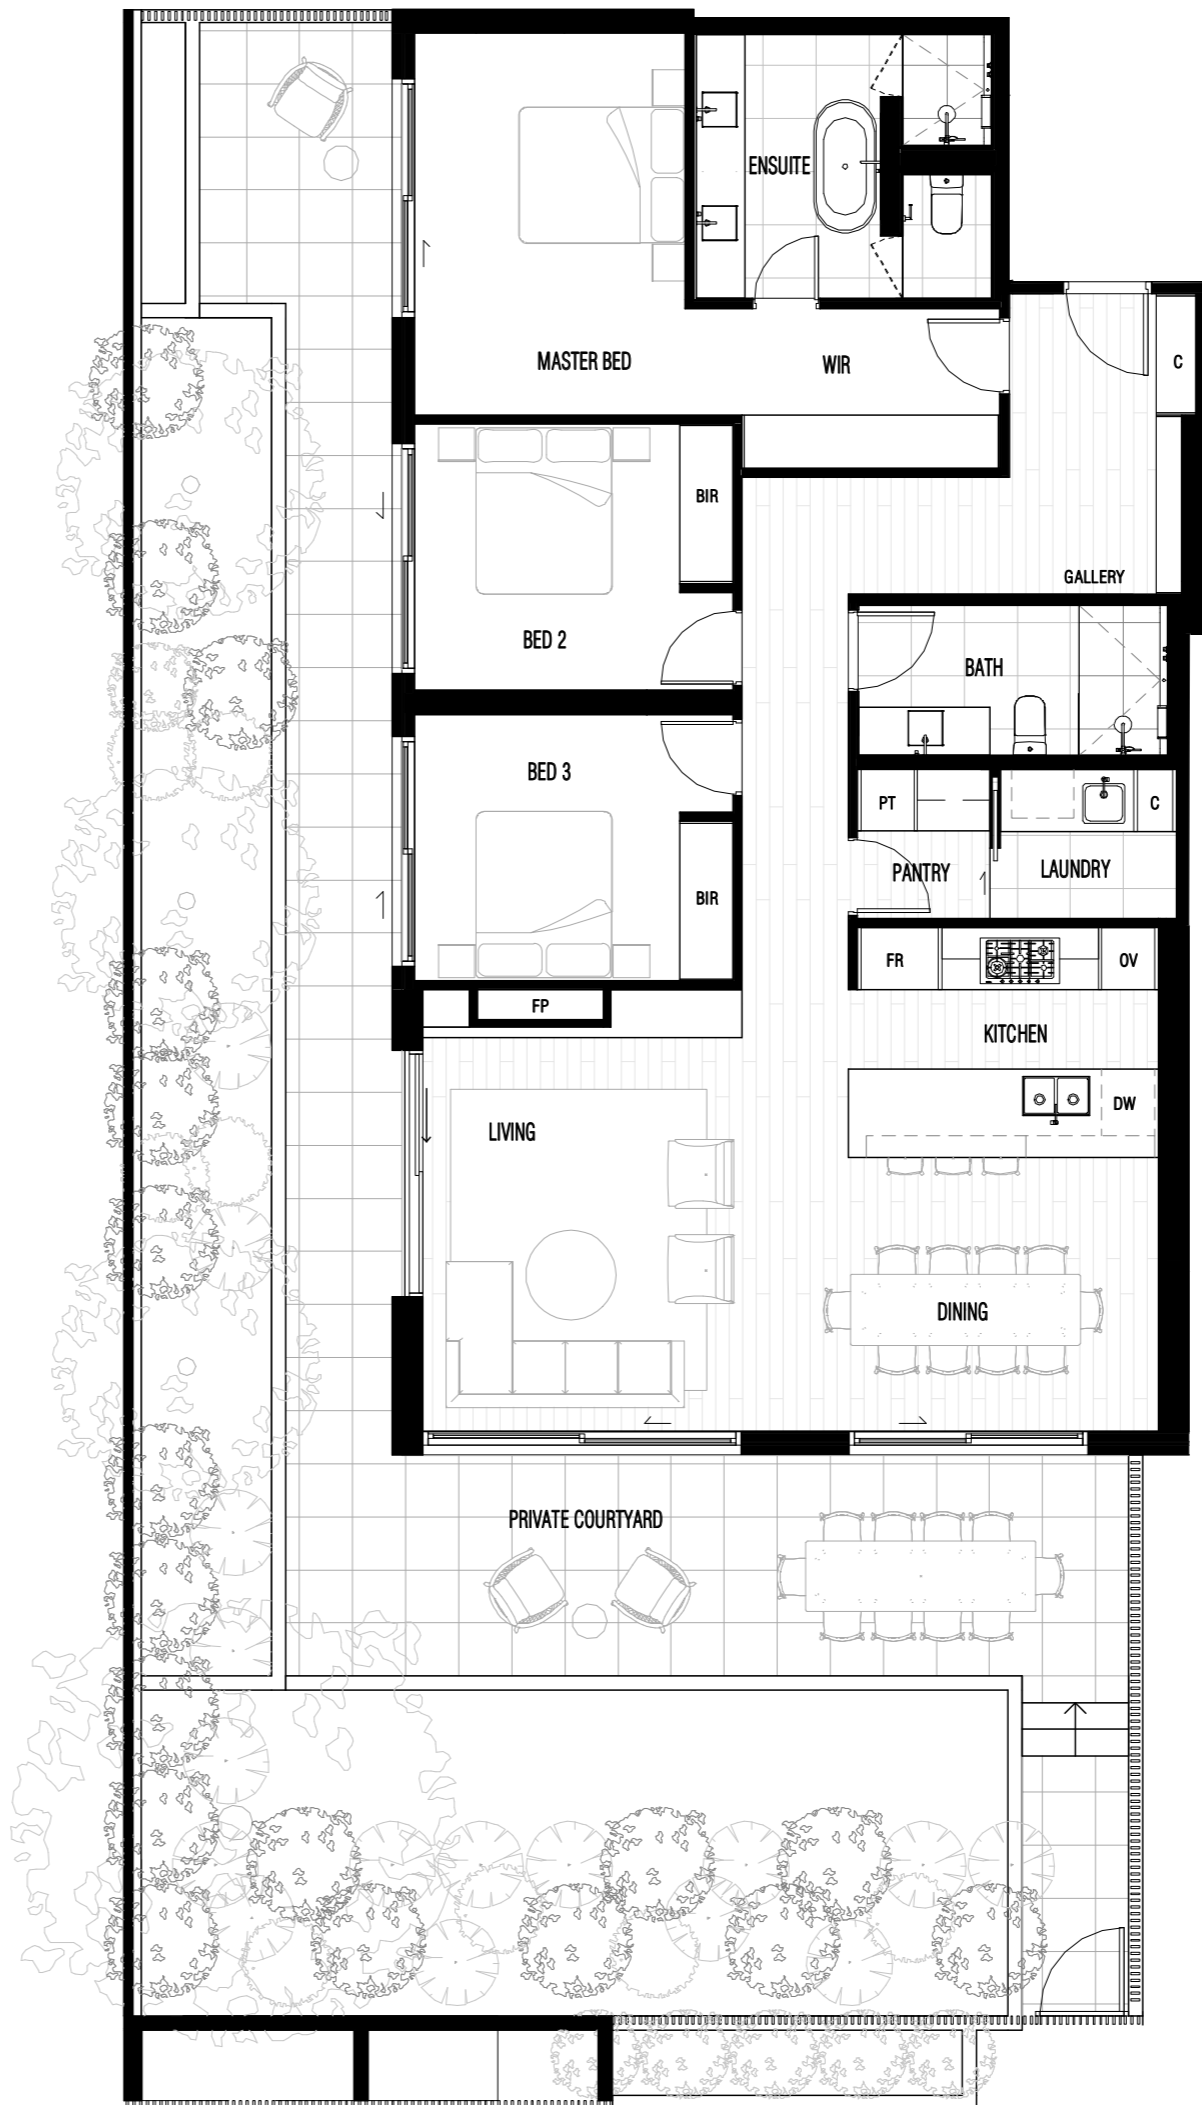 ENSUITE
MASTER BED
WIR
C
BIR
GALLERY
BED 2
BATH
BED 3
PT
C
PANTRY
LAUNDRY
BIR
FR
OV
FP
KITCHEN
DW
LIVING
DINING
PRIVATE COURTYARD